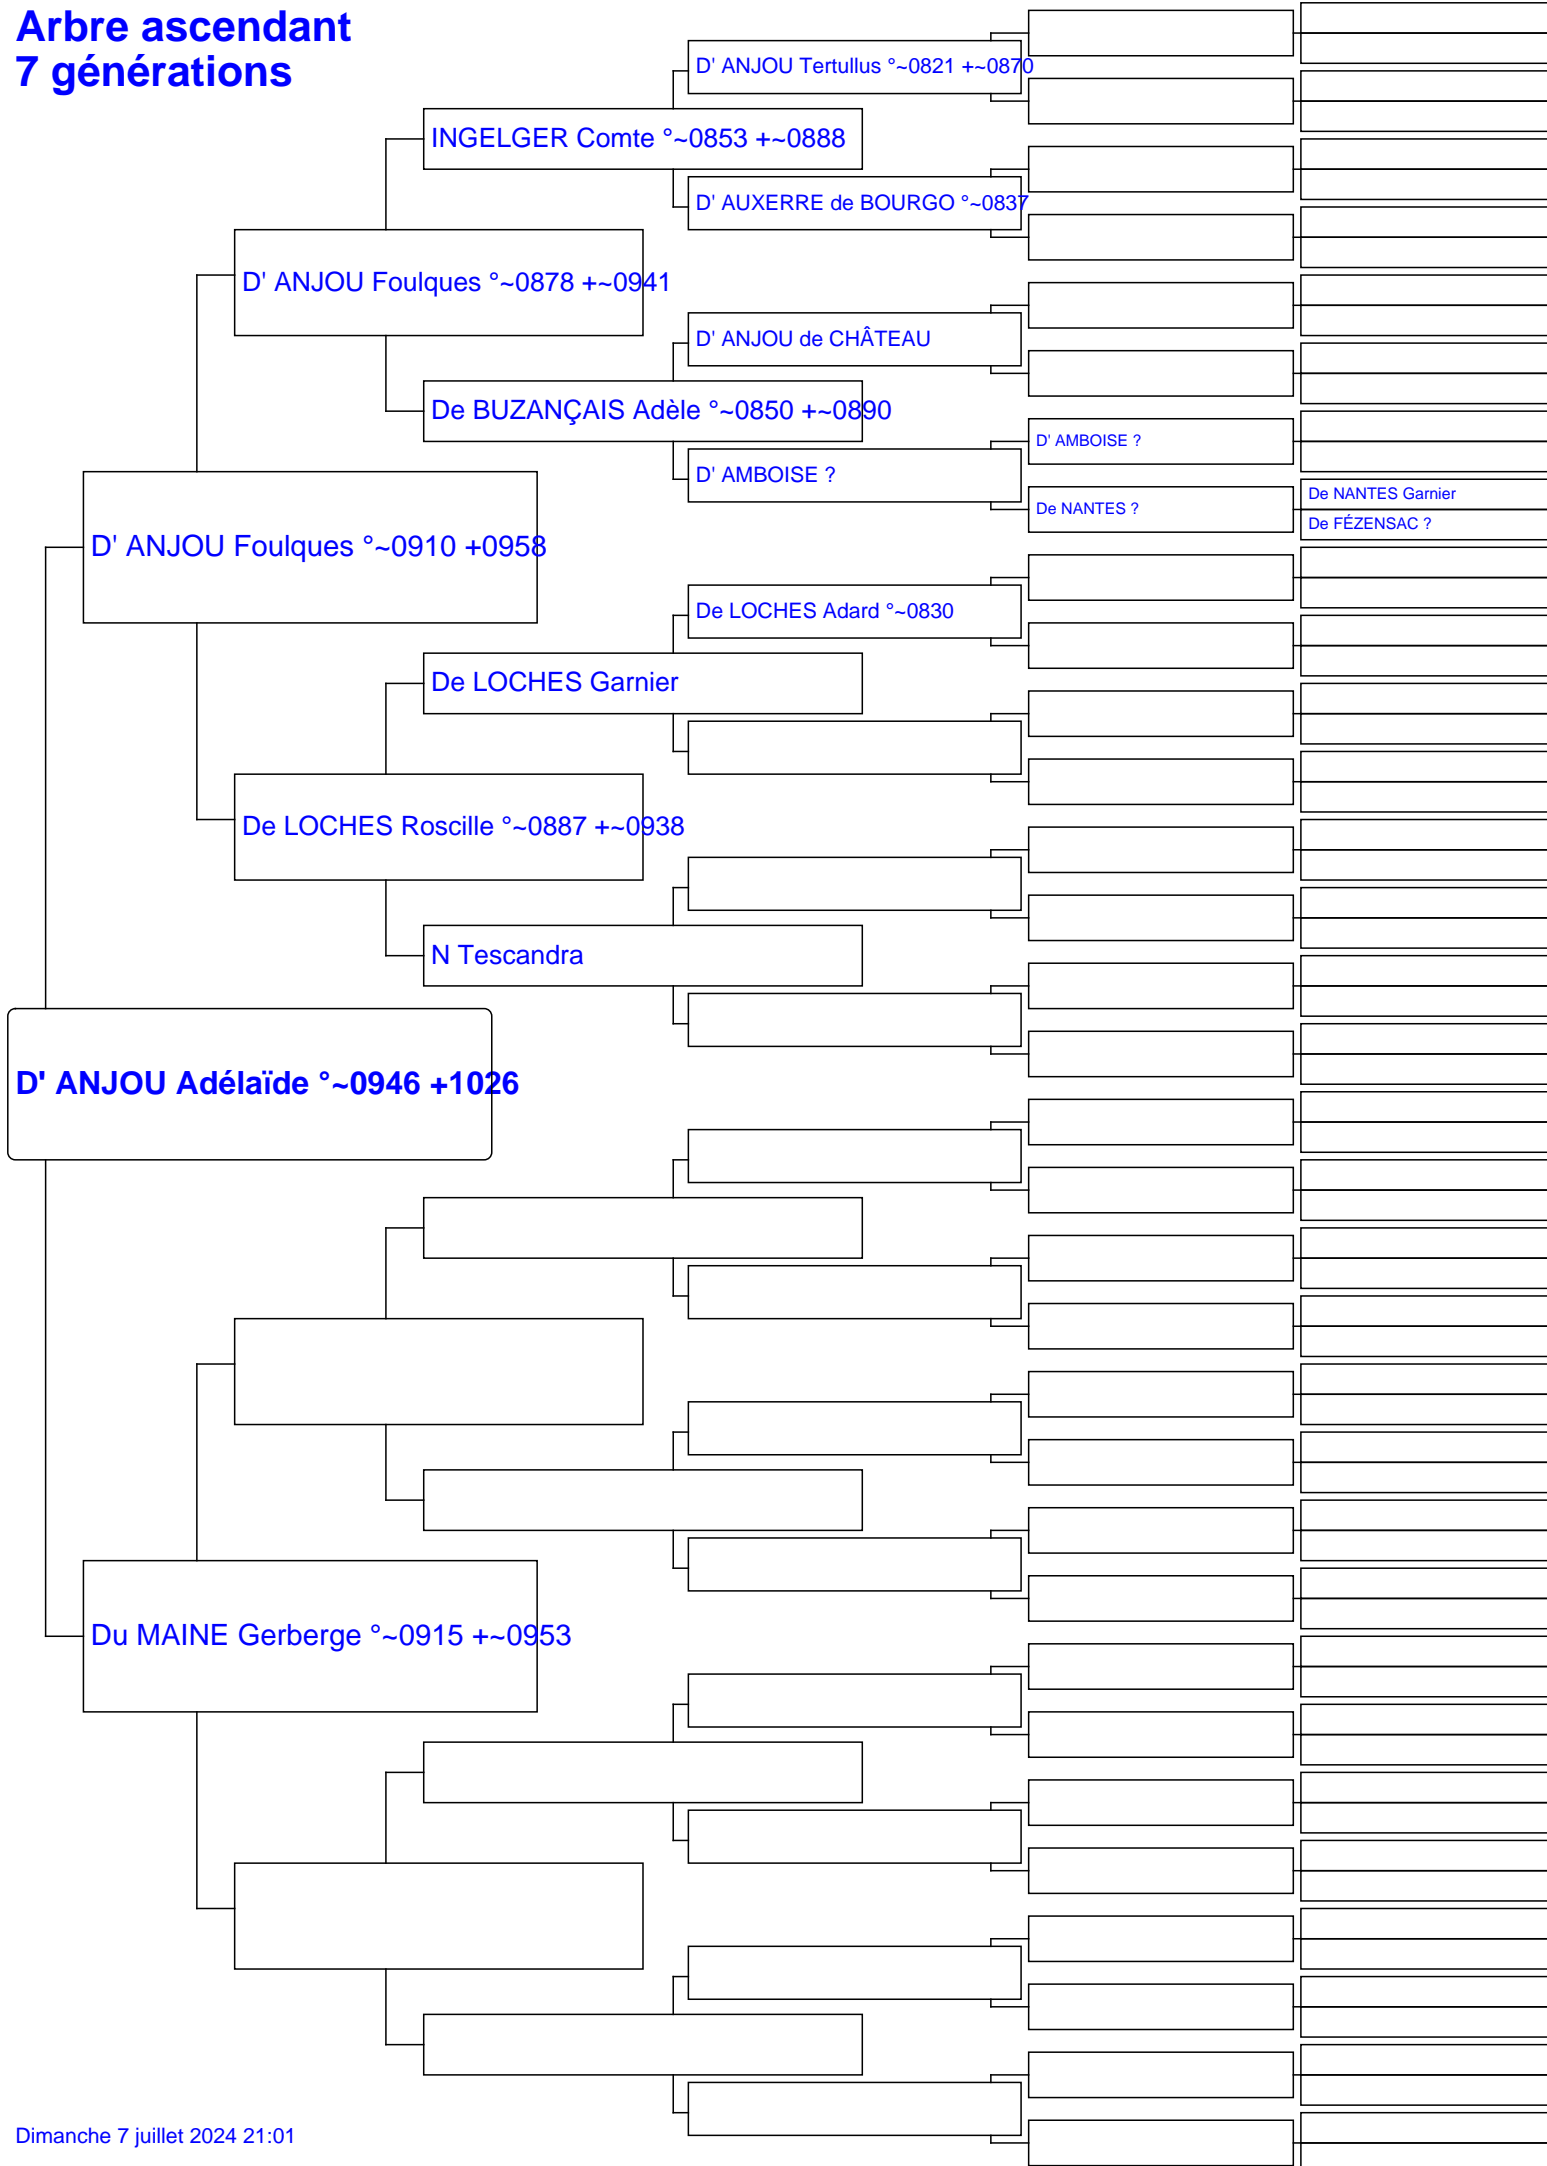 Arbre ascendant
7 générations
D' ANJOU Tertullus °~0821 +~0870
INGELGER Comte °~0853 +~0888
D' AUXERRE de BOURGO °~0837
D' ANJOU Foulques °~0878 +~0941
D' ANJOU de CHÂTEAU
De BUZANÇAIS Adèle °~0850 +~0890
D' AMBOISE ?
D' AMBOISE ?
De NANTES ?
De NANTES Garnier
De FÉZENSAC ?
D' ANJOU Foulques °~0910 +0958
De LOCHES Adard °~0830
De LOCHES Garnier
De LOCHES Roscille °~0887 +~0938
N Tescandra
D' ANJOU Adélaïde °~0946 +1026
Du MAINE Gerberge °~0915 +~0953
Dimanche 7 juillet 2024 21:01